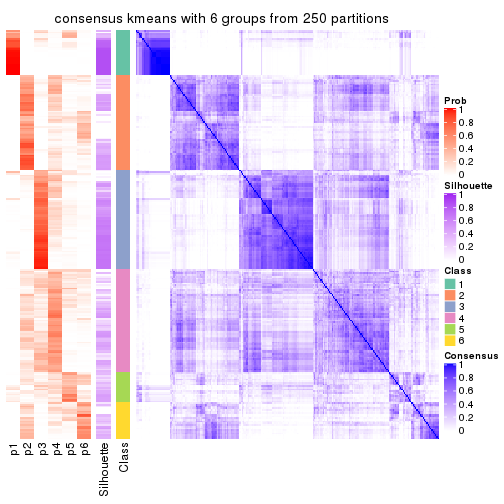 consensus kmeans with 6 groups from 250 partitions
Prob
1
0.8
0.6
0.4
0.2
0
Silhouette
1
0.8
0.6
0.4
0.2
0
Class
1
2
3
4
5
6
Consensus
1
0.8
0.6
0.4
0.2
0
p1
p2
p3
p4
p5
p6
Silhouette
Class